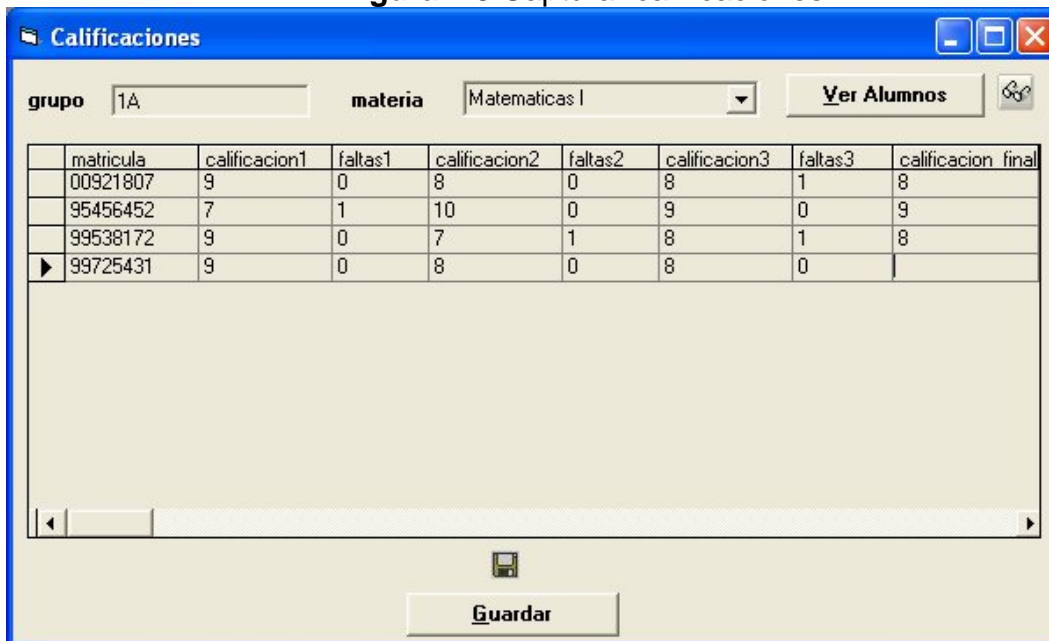 Calificaciones
grupo 1A materia Matematicas I Ver Alumnos
matricula calificacion1 faltas1 calificacion2 faltas2 calificacion3 faltas3 calificacion_final
00921807 9 0 8 0 8 1 8
95456452 7 1 10 0 9 0 9
99538172 9 0 7 1 8 1 8
99725431 9 0 8 0 8 0
Guardar